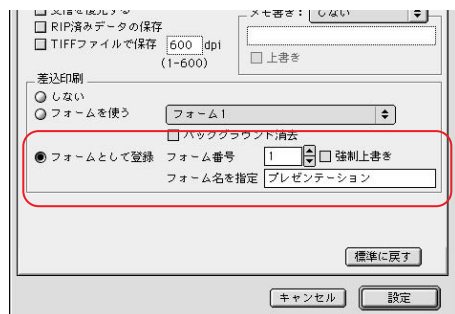 文書を復元する
メモ書き: しない
RIP済みデータの保存
TIFFファイルで保存 600 dpi
(1-600)
上書き
差込印刷
しない
フォームを使う フォーム1
バックグラウンド消去
フォームとして登録 フォーム番号 1 強制上書き
フォーム名を指定 プレゼンテーション
標準に戻す
キャンセル 設定